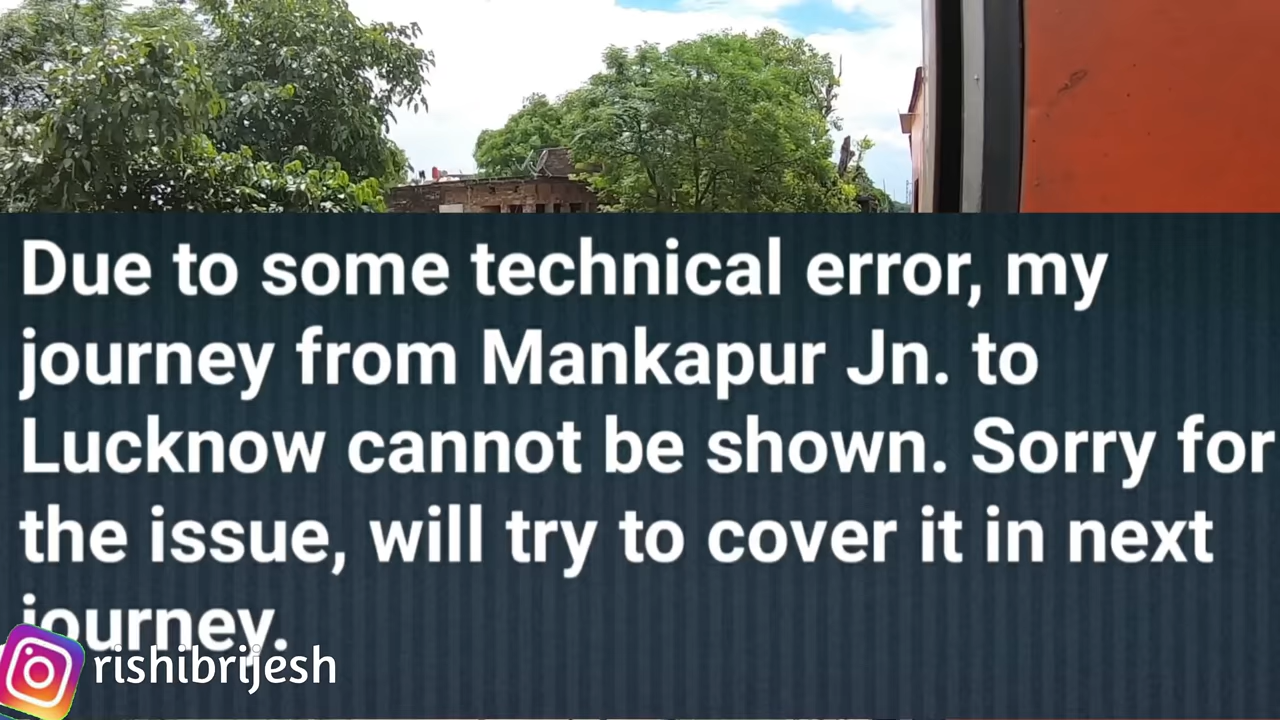 Due to some technical error, my
journey from Mankapur Jn. to
Lucknow cannot be shown. Sorry for
the issue, will try to cover it in next
journey.
rishibrijesh